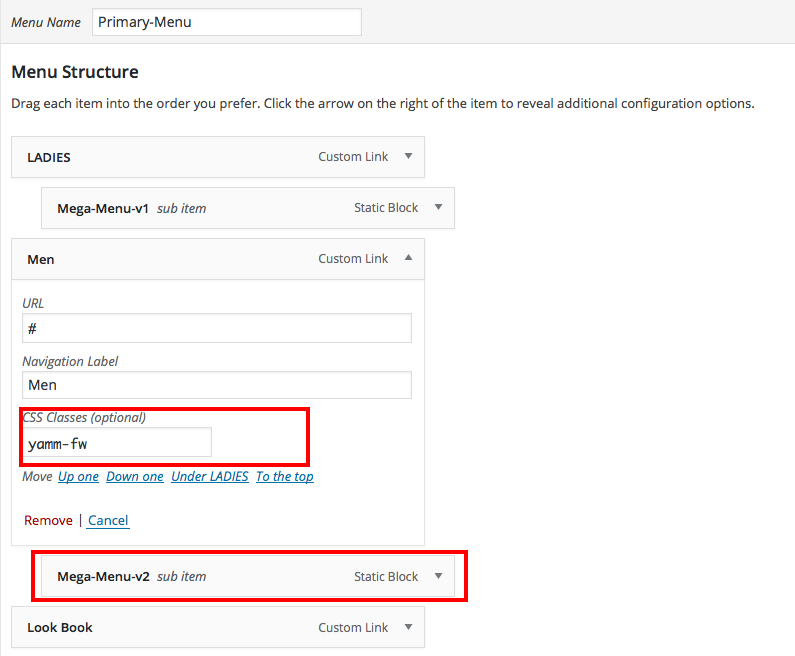 Menu Name Primary-Menu
Menu Structure
Drag each item into the order you prefer. Click the arrow on the right of the item to reveal additional configuration options.
LADIES Custom Link
Mega-Menu-v1 sub item Static Block
Men Custom Link
URL
#
Navigation Label
Men
CSS Classes (optional)
yamm-fw
Move Up one Down one Under LADIES To the top
Remove | Cancel
Mega-Menu-v2 sub item Static Block
Look Book Custom Link